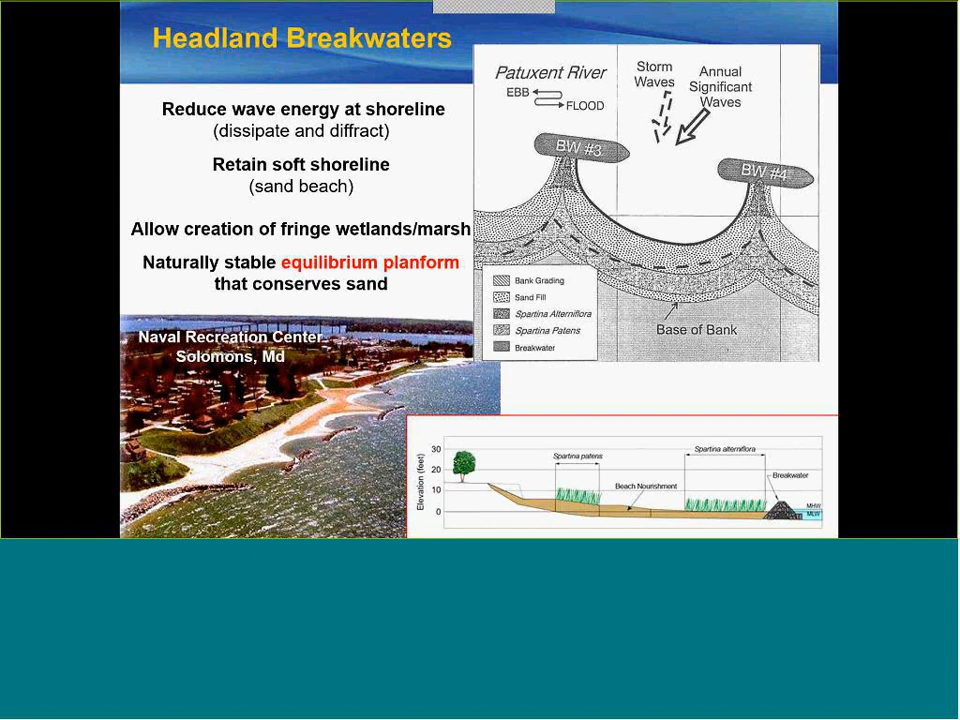 Headland Breakwaters
Reduce wave energy at shoreline
(dissipate and diffract)
Retain soft shoreline
(sand beach)
Allow creation of fringe wetlands/marsh
Naturally stable equilibrium planform
that conserves sand
Patuxent River
EBB
FLOOD
Storm
Waves
Annual
Significant
Waves
BW #3
BW #4
Bank Grading
Sand Fill
Spartina Alterniflora
Spartina Patens
Breakwater
Base of Bank
Naval Recreation Center
Solomons, Md
Elevation (feet)
30
20
10
0
Spartina patens
Beach Nourishment
Spartina alterniflora
Breakwater
MHW
MLW